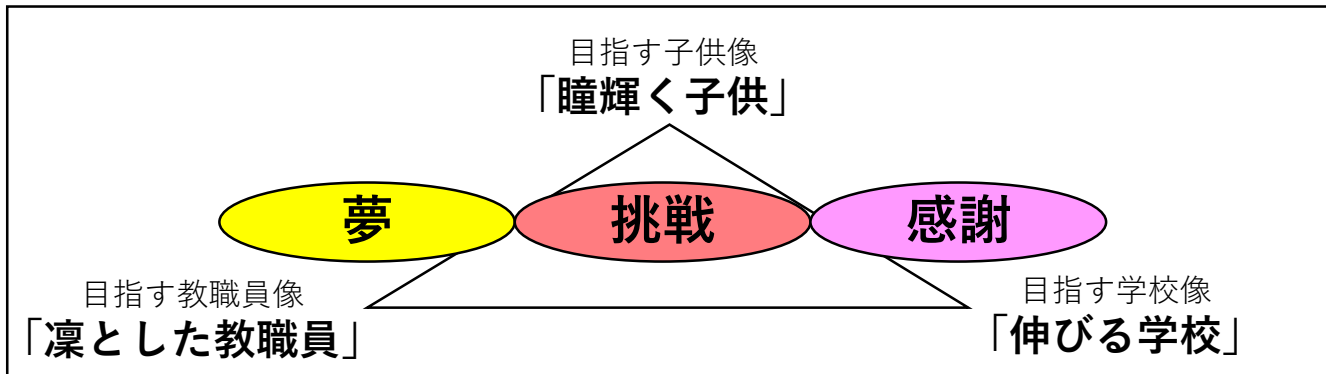 目指す子供像
「瞳輝く子供」
夢
挑戦
感謝
目指す教職員像
「凜とした教職員」
目指す学校像
「伸びる学校」